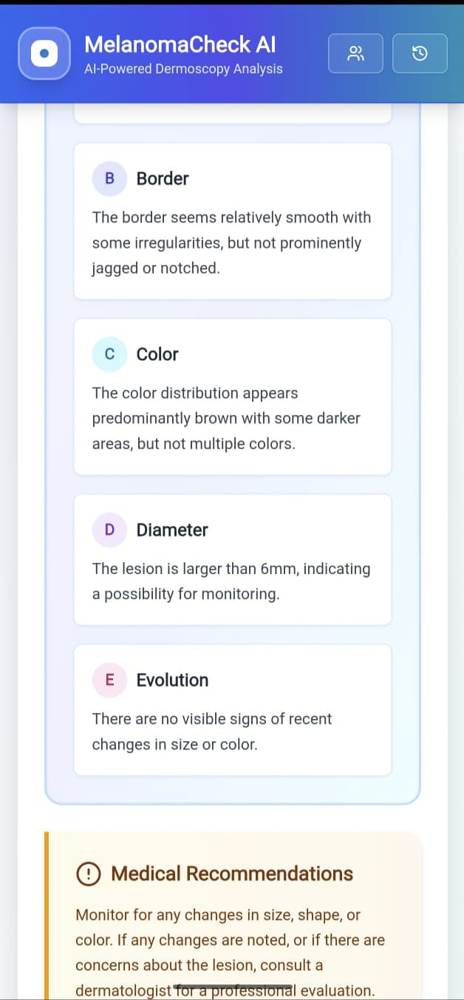 MelanomaCheck AI
AI-Powered Dermoscopy Analysis
B Border
The border seems relatively smooth with
some irregularities, but not prominently
jagged or notched.
C Color
The color distribution appears
predominantly brown with some darker
areas, but not multiple colors.
D Diameter
The lesion is larger than 6mm, indicating
a possibility for monitoring.
E Evolution
There are no visible signs of recent
changes in size or color.
Medical Recommendations
Monitor for any changes in size, shape, or
color. If any changes are noted, or if there are
concerns about the lesion, consult a
dermatologist for a professional evaluation.